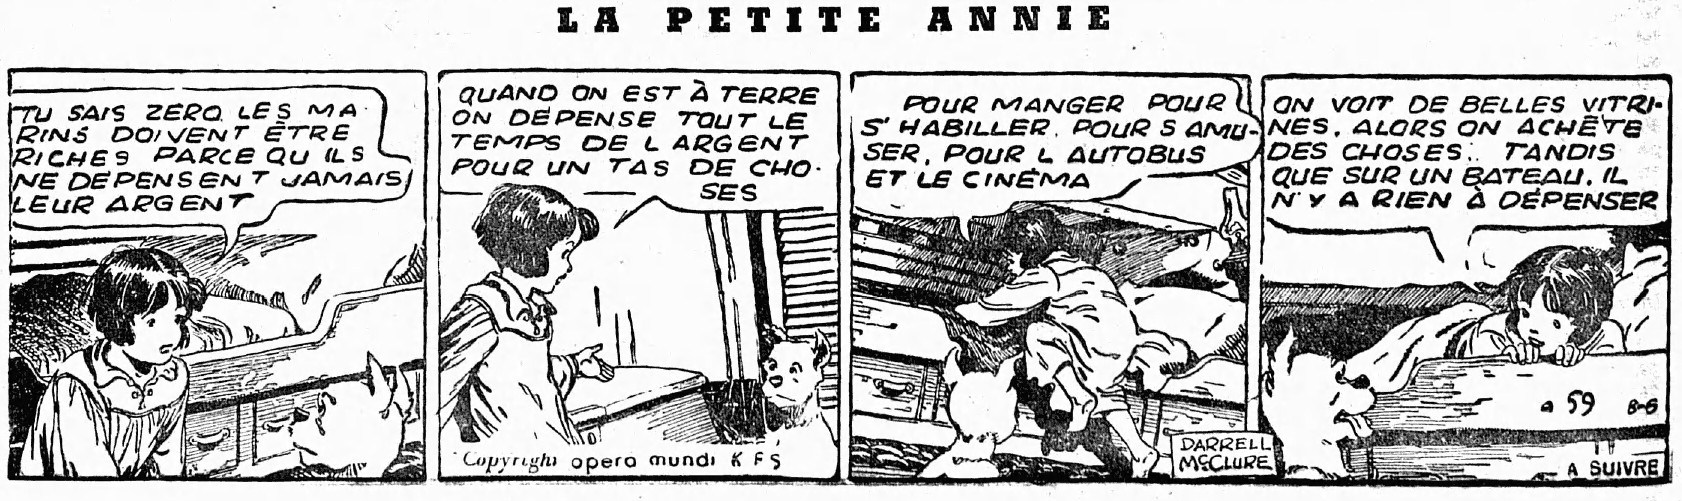 LA PETITE ANNIE
TU SAIS ZÉRO, LES MA-
RINS DOIVENT ÊTRE
RICHES PARCE QU ILS
NE DÉPENSENT JAMAIS
LEUR ARGENT
QUAND ON EST À TERRE
ON DÉPENSE TOUT LE
TEMPS DE L ARGENT
POUR UN TAS DE CHO-
SES
POUR MANGER POUR
S'HABILLER, POUR S AMU-
SER, POUR L AUTOBUS
ET LE CINÉMA
ON VOIT DE BELLES VITRI-
NES, ALORS ON ACHÈTE
DES CHOSES... TANDIS
QUE SUR UN BATEAU, IL
N'Y A RIEN À DÉPENSER
Copyright opera mundi K F S
DARRELL
McCLURE
a 59 8-6
A SUIVRE